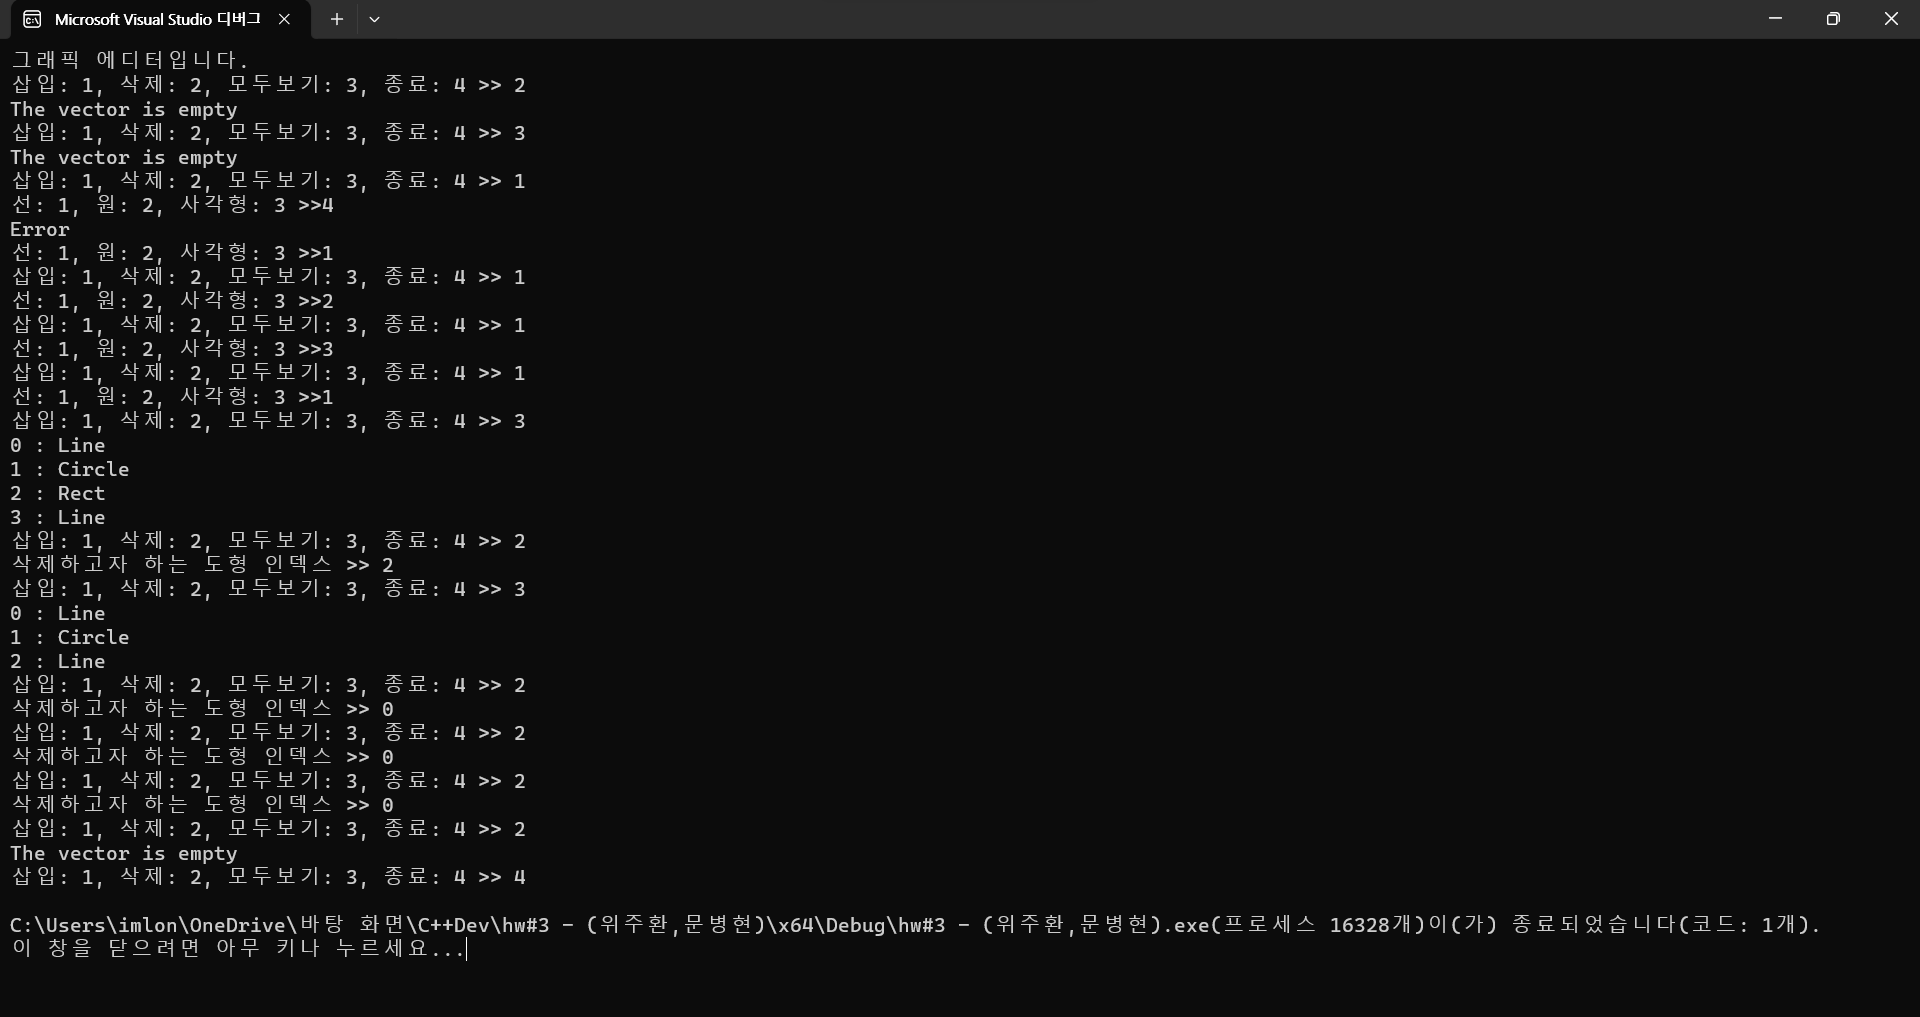 Microsoft Visual Studio 디버그
그래픽 에디터입니다.
삽입: 1, 삭제: 2, 모두보기: 3, 종료: 4 >> 2
The vector is empty
삽입: 1, 삭제: 2, 모두보기: 3, 종료: 4 >> 3
The vector is empty
삽입: 1, 삭제: 2, 모두보기: 3, 종료: 4 >> 1
선: 1, 원: 2, 사각형: 3 >>4
Error
선: 1, 원: 2, 사각형: 3 >>1
삽입: 1, 삭제: 2, 모두보기: 3, 종료: 4 >> 1
선: 1, 원: 2, 사각형: 3 >>2
삽입: 1, 삭제: 2, 모두보기: 3, 종료: 4 >> 1
선: 1, 원: 2, 사각형: 3 >>3
삽입: 1, 삭제: 2, 모두보기: 3, 종료: 4 >> 1
선: 1, 원: 2, 사각형: 3 >>1
삽입: 1, 삭제: 2, 모두보기: 3, 종료: 4 >> 3
0 : Line
1 : Circle
2 : Rect
3 : Line
삽입: 1, 삭제: 2, 모두보기: 3, 종료: 4 >> 2
삭제하고자 하는 도형 인덱스 >> 2
삽입: 1, 삭제: 2, 모두보기: 3, 종료: 4 >> 3
0 : Line
1 : Circle
2 : Line
삽입: 1, 삭제: 2, 모두보기: 3, 종료: 4 >> 2
삭제하고자 하는 도형 인덱스 >> 0
삽입: 1, 삭제: 2, 모두보기: 3, 종료: 4 >> 2
삭제하고자 하는 도형 인덱스 >> 0
삽입: 1, 삭제: 2, 모두보기: 3, 종료: 4 >> 2
삭제하고자 하는 도형 인덱스 >> 0
삽입: 1, 삭제: 2, 모두보기: 3, 종료: 4 >> 2
The vector is empty
삽입: 1, 삭제: 2, 모두보기: 3, 종료: 4 >> 4
C:\Users\imlon\OneDrive\바탕 화면\C++Dev\hw#3 - (위주환,문병현)\x64\Debug\hw#3 - (위주환,문병현).exe(프로세스 16328개)이(가) 종료되었습니다(코드: 1개).
이 창을 닫으려면 아무 키나 누르세요...